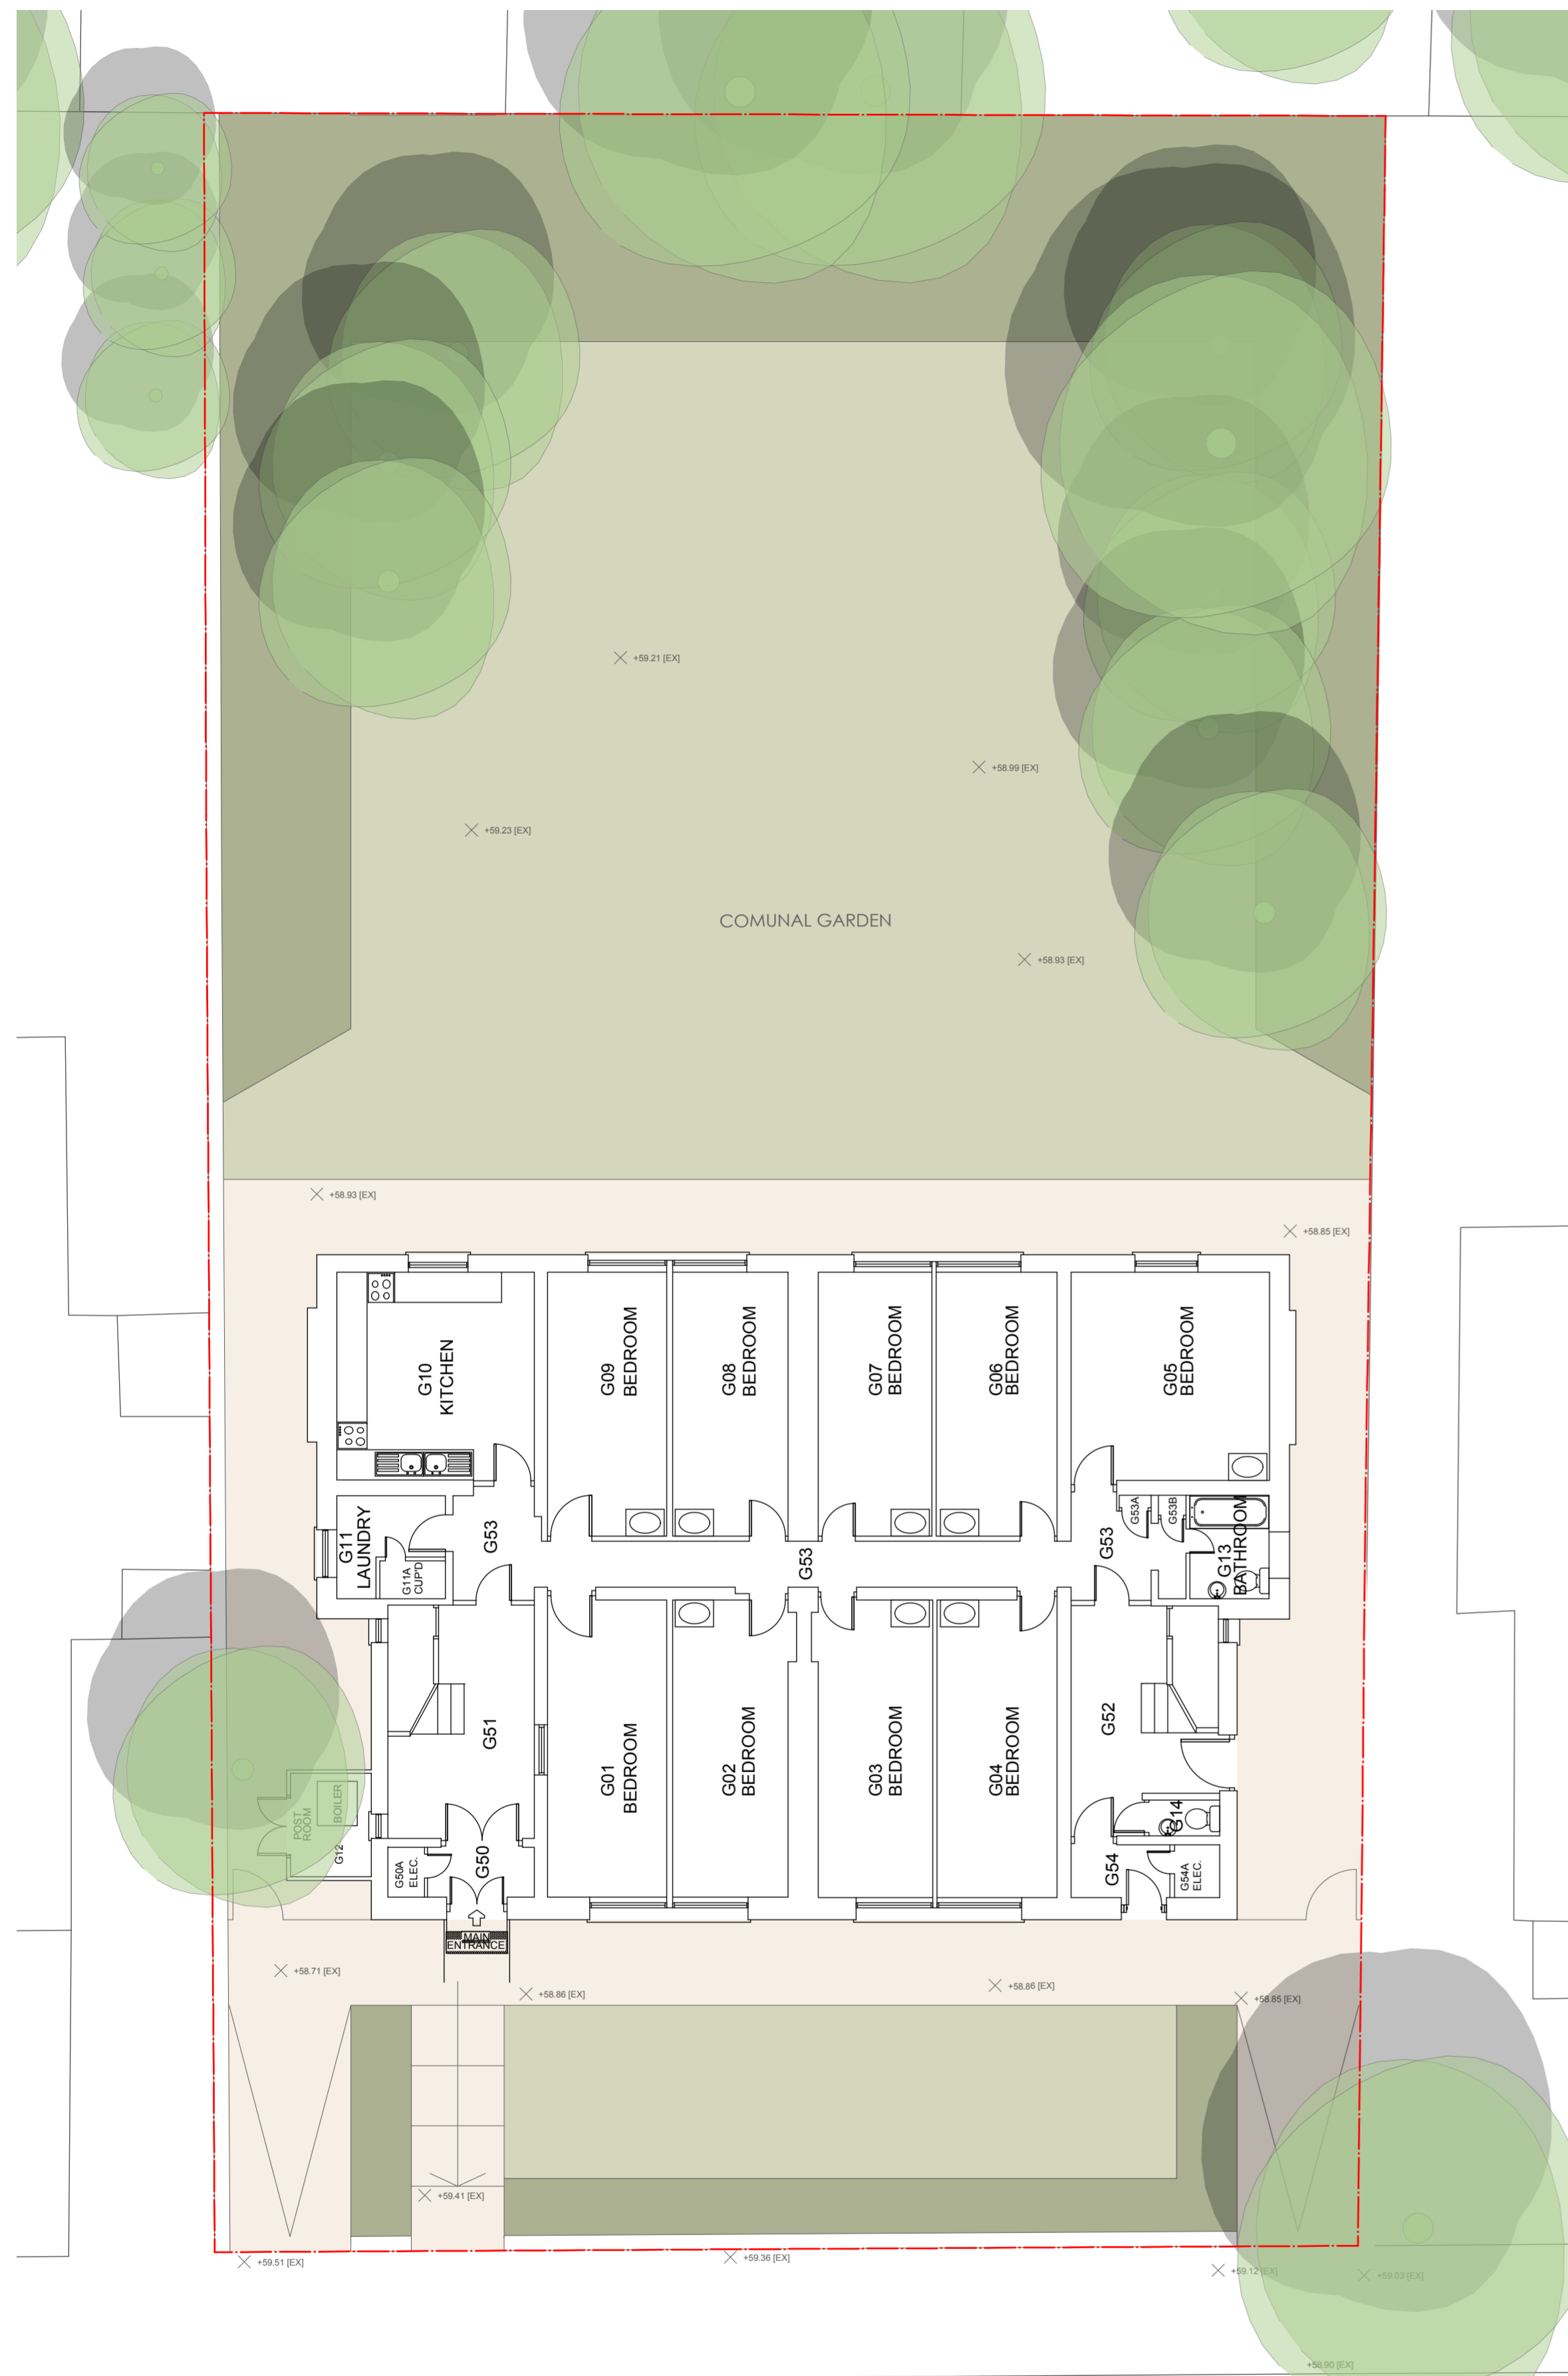 +59.21 [EX]
+58.99 [EX]
+59.23 [EX]
COMUNAL GARDEN
+58.93 [EX]
+58.93 [EX]
+58.85 [EX]
G10
KITCHEN
G09
BEDROOM
G08
BEDROOM
G07
BEDROOM
G06
BEDROOM
G05
BEDROOM
G11
LAUNDRY
G11A
CUP'D
G53
G53
G53
G53A
G53B
G13
BATHROOM
G51
G01
BEDROOM
G02
BEDROOM
G03
BEDROOM
G04
BEDROOM
G52
POST
ROOM
BOILER
G12
G50A
ELEC.
G50
G14
G54
G54A
ELEC.
MAIN
ENTRANCE
+58.71 [EX]
+58.86 [EX]
+58.86 [EX]
+58.85 [EX]
+59.41 [EX]
+59.51 [EX]
+59.36 [EX]
+59.12 [EX]
+59.03 [EX]
+58.90 [EX]